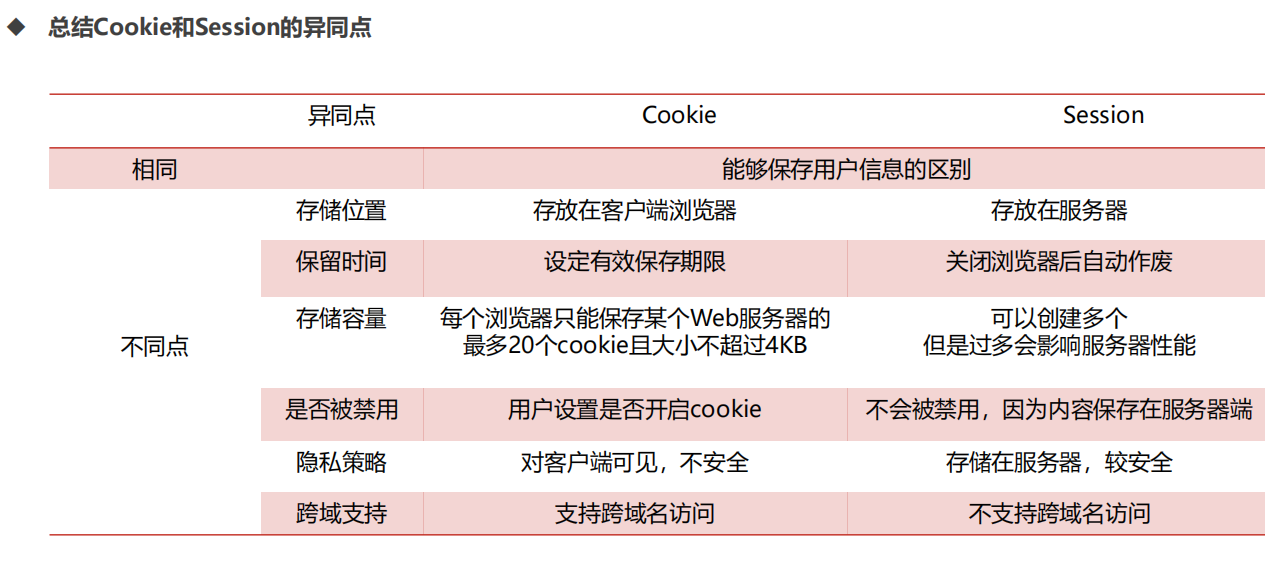 ◆ 总结Cookie和Session的异同点
异同点 Cookie Session
相同 能够保存用户信息的区别
存储位置 存放在客户端浏览器 存放在服务器
保留时间 设定有效保存期限 关闭浏览器后自动作废
存储容量 每个浏览器只能保存某个Web服务器的 可以创建多个
不同点 最多20个cookie且大小不超过4KB 但是过多会影响服务器性能
是否被禁用 用户设置是否开启cookie 不会被禁用，因为内容保存在服务器端
隐私策略 对客户端可见，不安全 存储在服务器，较安全
跨域支持 支持跨域名访问 不支持跨域名访问